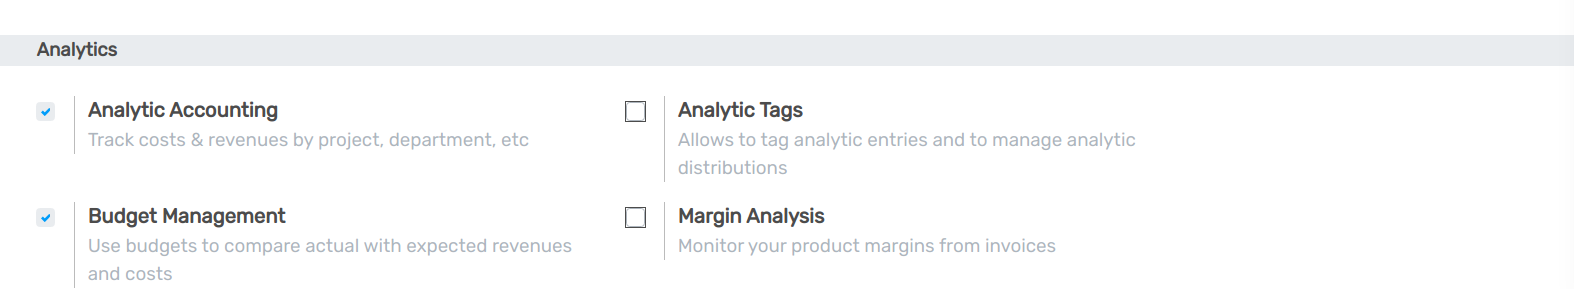 Analytics
Analytic Accounting
Track costs & revenues by project, department, etc
Analytic Tags
Allows to tag analytic entries and to manage analytic
distributions
Budget Management
Use budgets to compare actual with expected revenues
and costs
Margin Analysis
Monitor your product margins from invoices